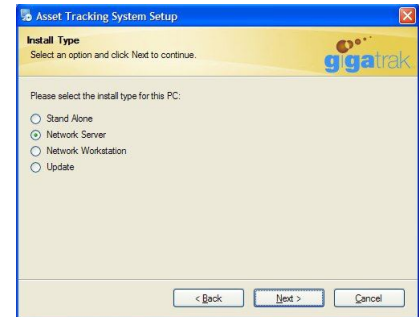 Asset Tracking System Setup
Install Type
Select an option and click Next to continue.
gigatrak
Please select the install type for this PC:
Stand Alone
Network Server
Network Workstation
Update
< Back
Next >
Cancel